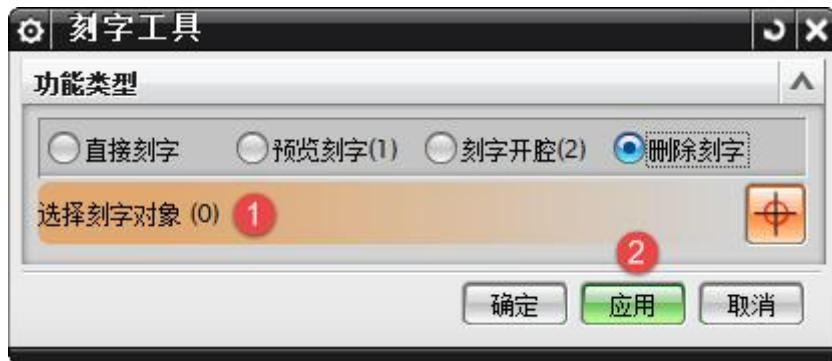 刻字工具
功能类型
直接刻字 预览刻字(1) 刻字开腔(2) 删除刻字
选择刻字对象 (0) 1
2
确定 应用 取消